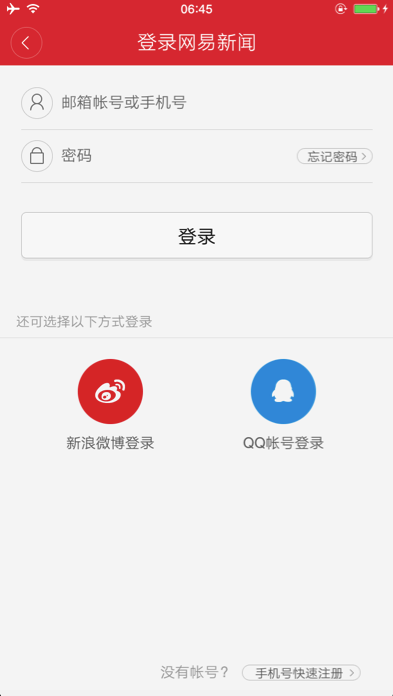 06:45
登录网易新闻
邮箱帐号或手机号
密码 忘记密码
登录
还可选择以下方式登录
新浪微博登录 QQ帐号登录
没有帐号? 手机号快速注册